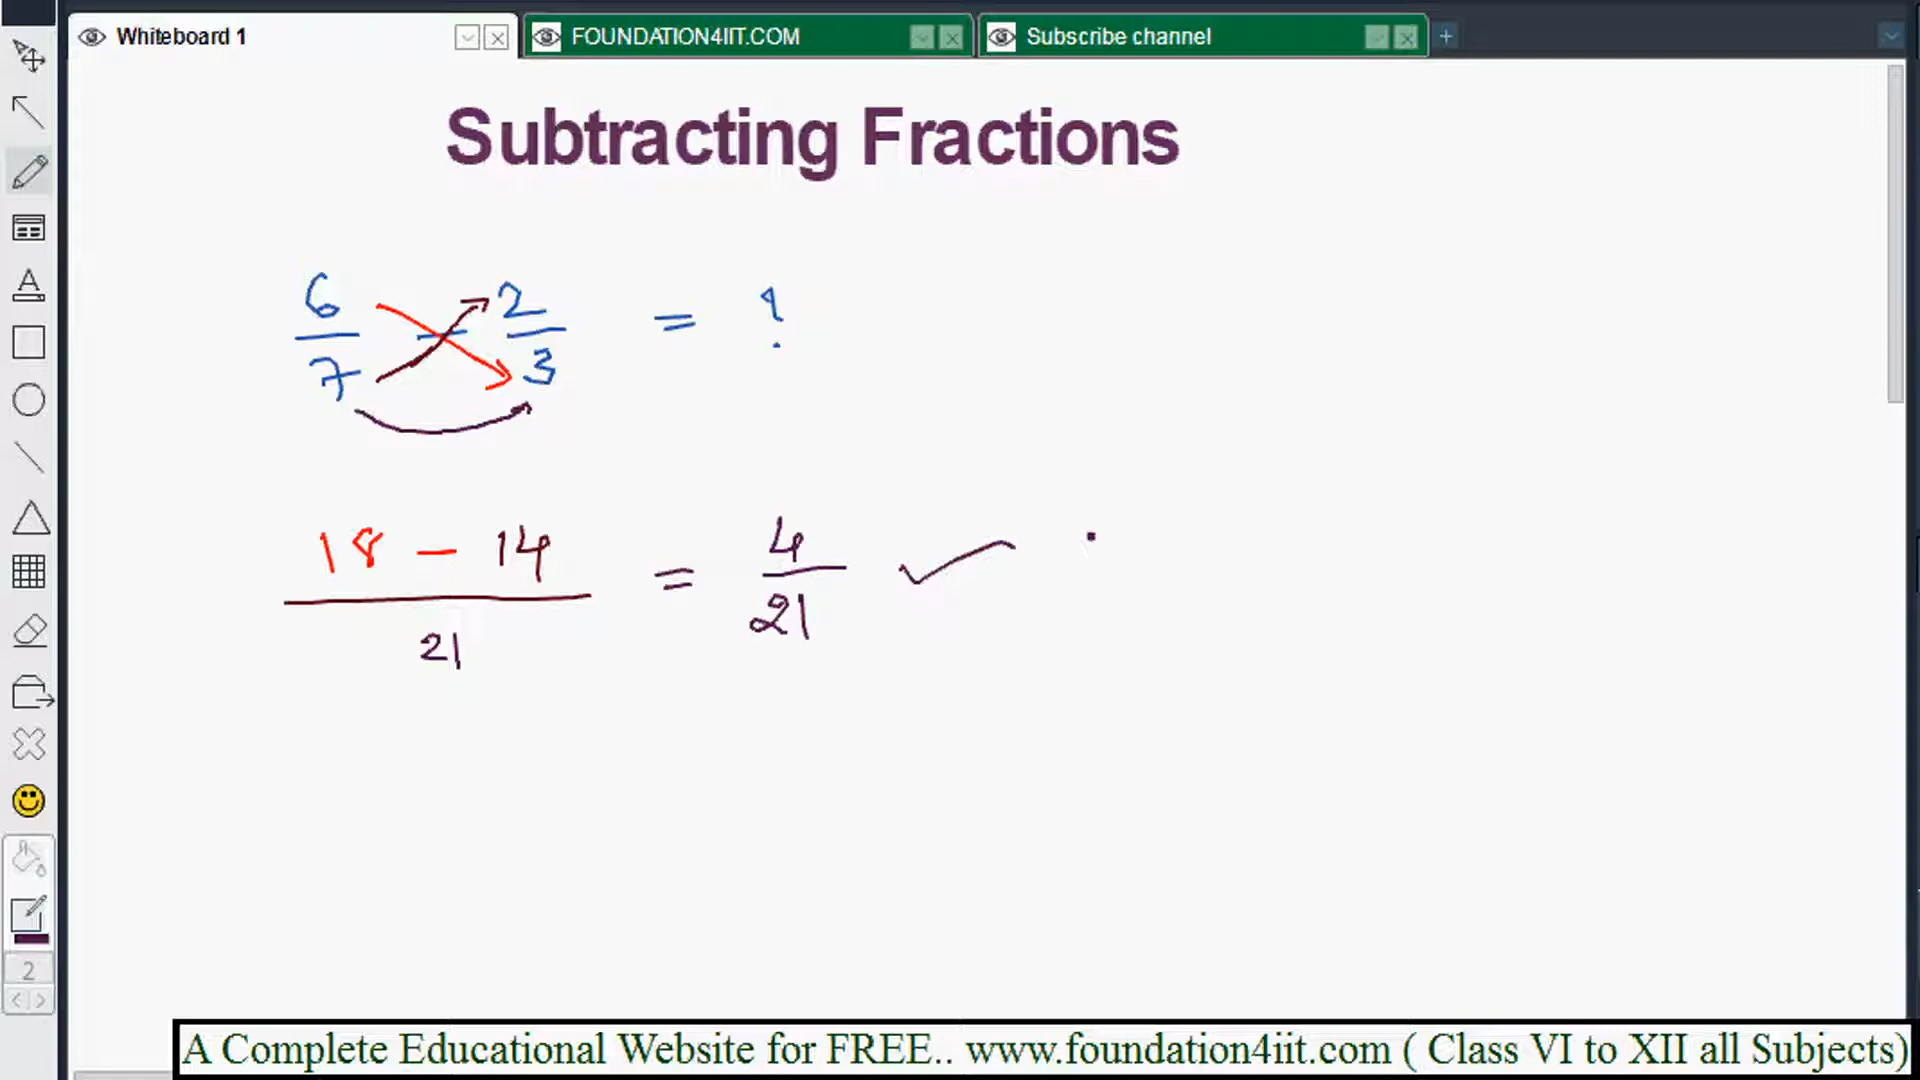 Whiteboard 1 FOUNDATION4IIT.COM Subscribe channel +
Subtracting Fractions
6/7 - 2/3 = ?
18 - 14 / 21 = 4/21 ✓
2
A Complete Educational Website for FREE.. www.foundation4iit.com ( Class VI to XII all Subjects)